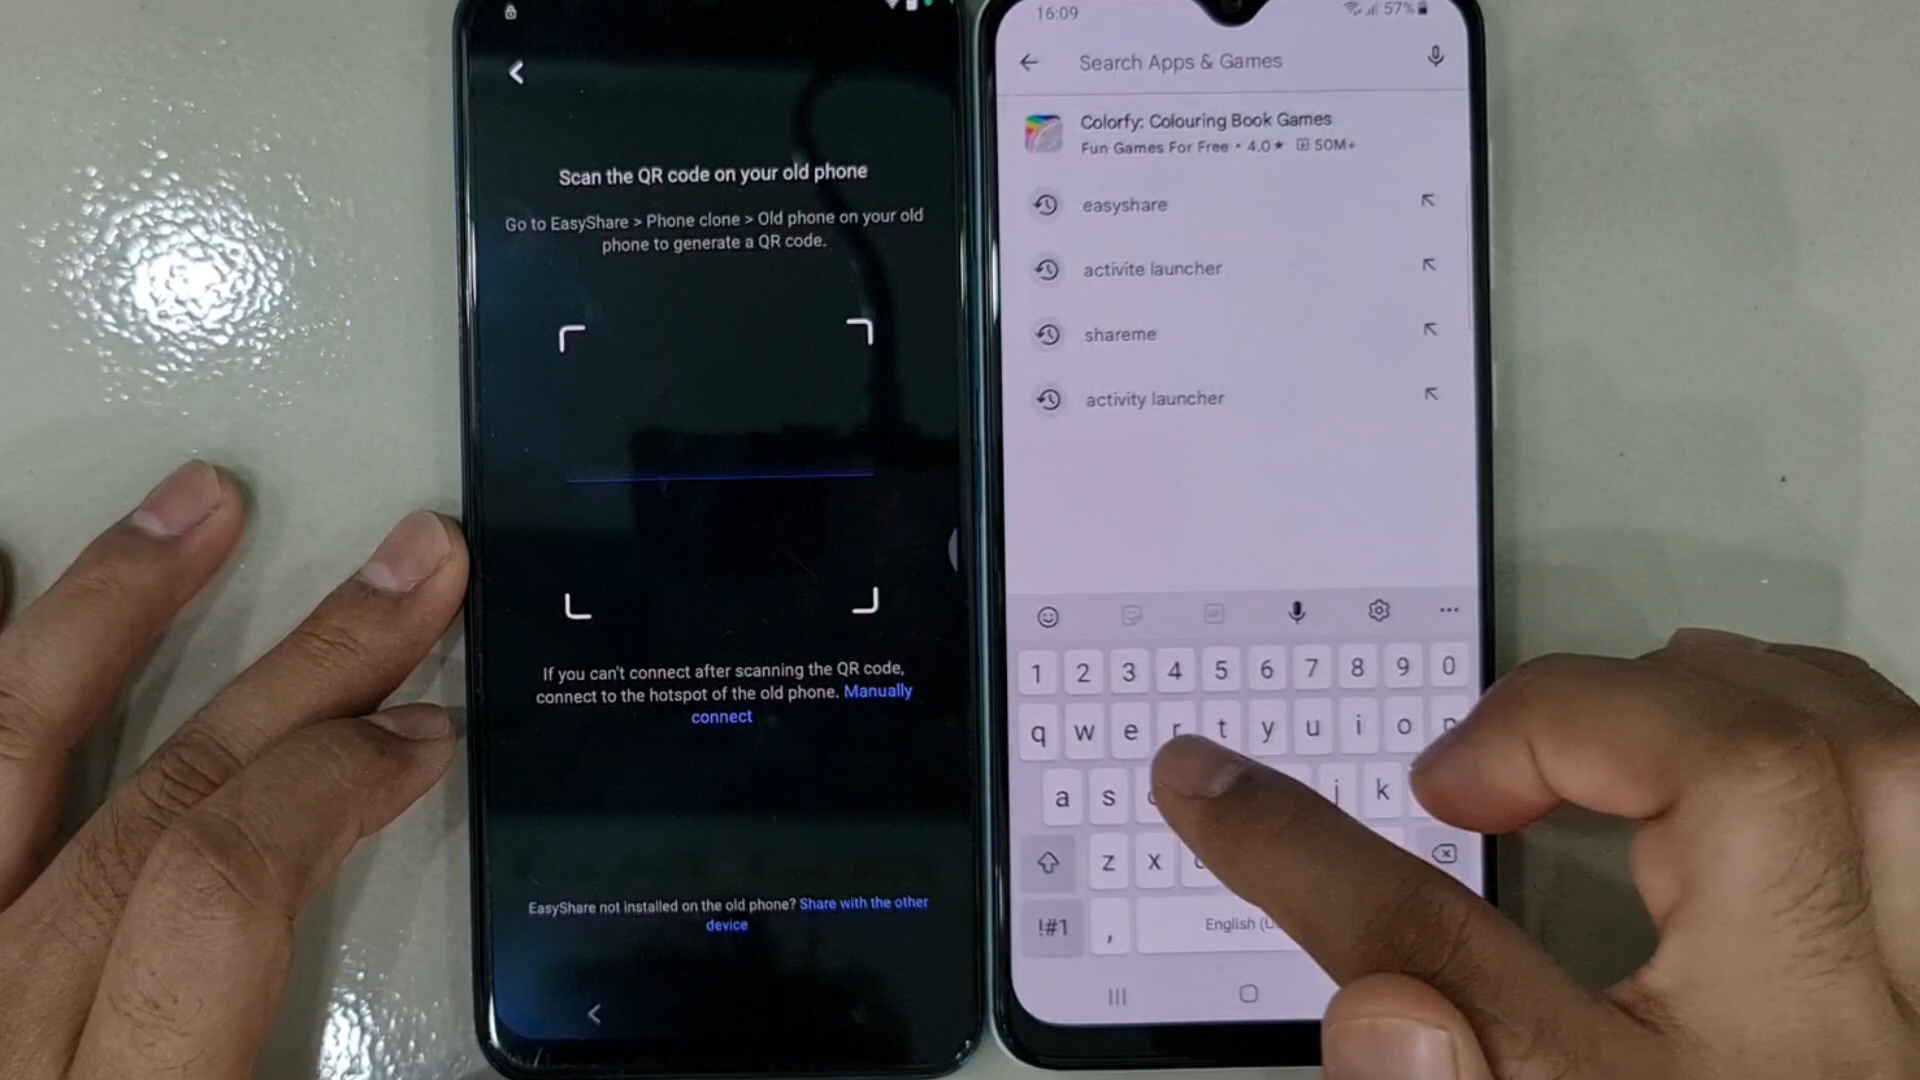 Scan the QR code on your old phone
Go to EasyShare > Phone clone > Old phone on your old
phone to generate a QR code.
If you can't connect after scanning the QR code,
connect to the hotspot of the old phone. Manually
connect
EasyShare not installed on the old phone? Share with the other
device
16:09
57%
Search Apps & Games
Colorfy: Colouring Book Games
Fun Games For Free • 4.0★ 50M+
easyshare
activite launcher
shareme
activity launcher
1 2 3 4 5 6 7 8 9 0
q w e r t y u i o p
a s j k
z x
!#1 , English